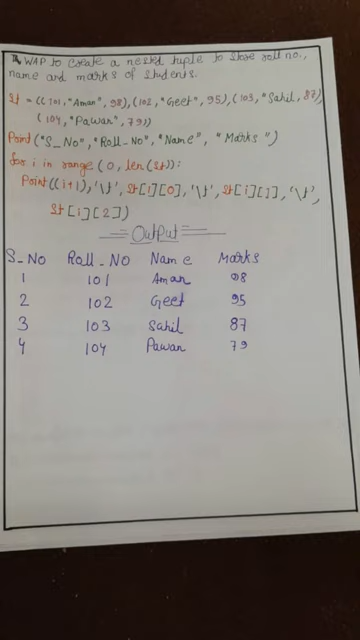 WAP to create a nested tuple to store roll no.,
name and marks of students.
St = ((101, "Aman", 98), (102, "Geet", 95), (103, "Sahil, 87),
(104, "Pawan", 79))
Print ("S_No", "Roll-No", "Name", "Marks")
for i in range (0, len(st)):
Print((i+1), '\t', St[i][0], '\t', St[i][1], '\t',
St[i][2])
Output
S_No Roll_No Name Marks
1 101 Aman 98
2 102 Geet 95
3 103 Sahil 87
4 104 Pawan 79